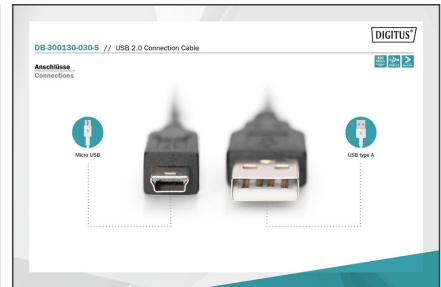 DIGITUS®
DB-300130-030-S // USB 2.0 Connection Cable
Anschlüsse
Connections
Micro USB
USB type A